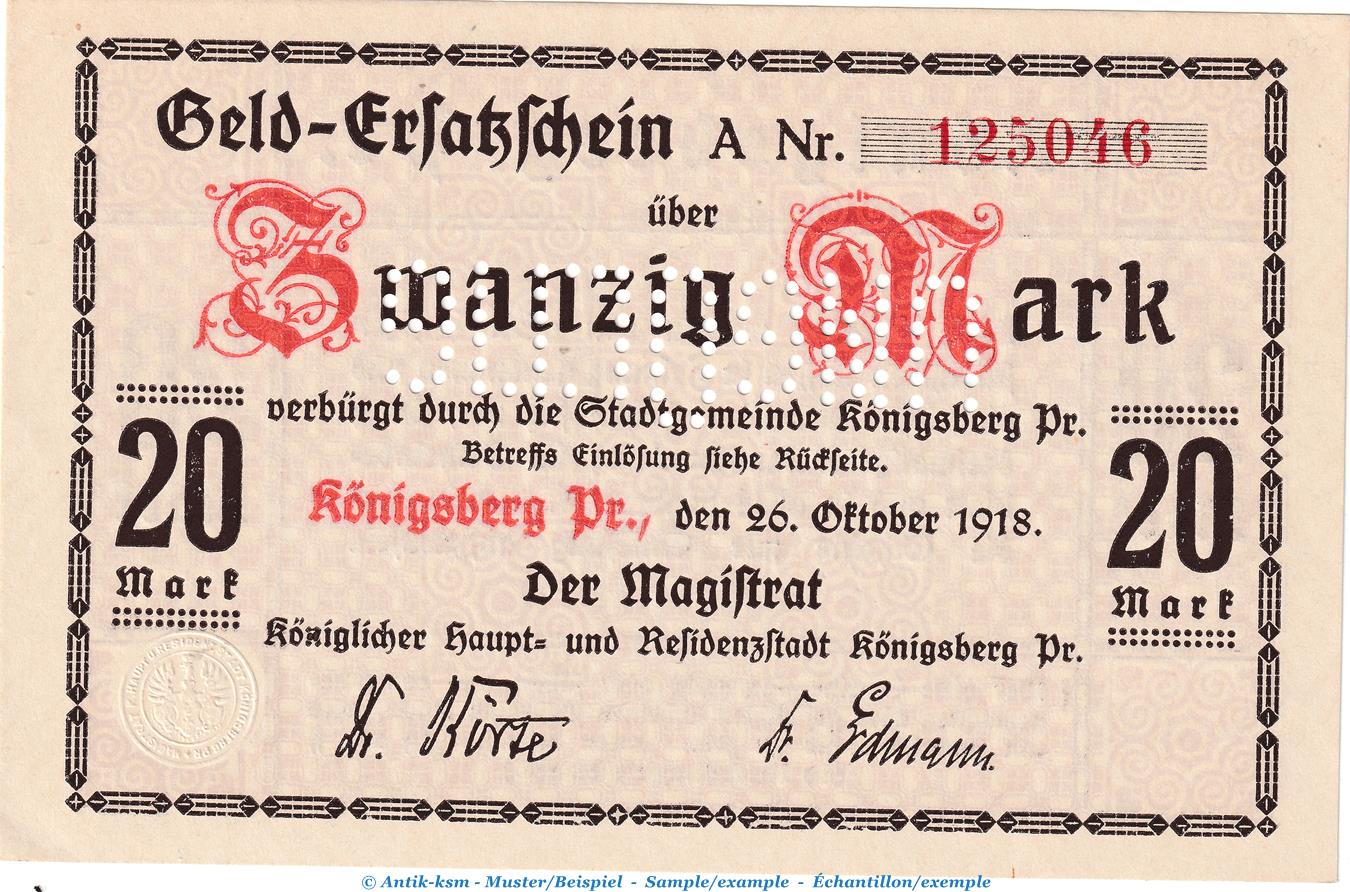 Geld-Ersatzschein A Nr. 125046
über
Zwanzig Mark
verbürgt durch die Stadtgemeinde Königsberg Pr.
Betreffs Einlösung siehe Rückseite.
Königsberg Pr., den 26. Oktober 1918.
20
Mark
20
Mark
Der Magistrat
Königlicher Haupt- und Residenzstadt Königsberg Pr.
Dr. Körte
Dr. Erdmann.
© Antik-ksm - Muster/Beispiel - Sample/example - Échantillon/exemple